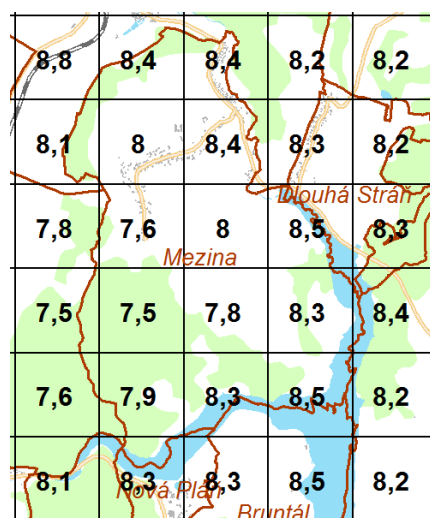 8,8 8,4 8,4 8,2 8,2
8,1 8 8,4 8,3 8,2
Dlouhá Stráň
7,8 7,6 8 8,5 8,3
Mezina
7,5 7,5 7,8 8,3 8,4
7,6 7,9 8,3 8,5 8,2
8,1 8,3 8,3 8,5 8,2
Nová Pláň
Bruntál